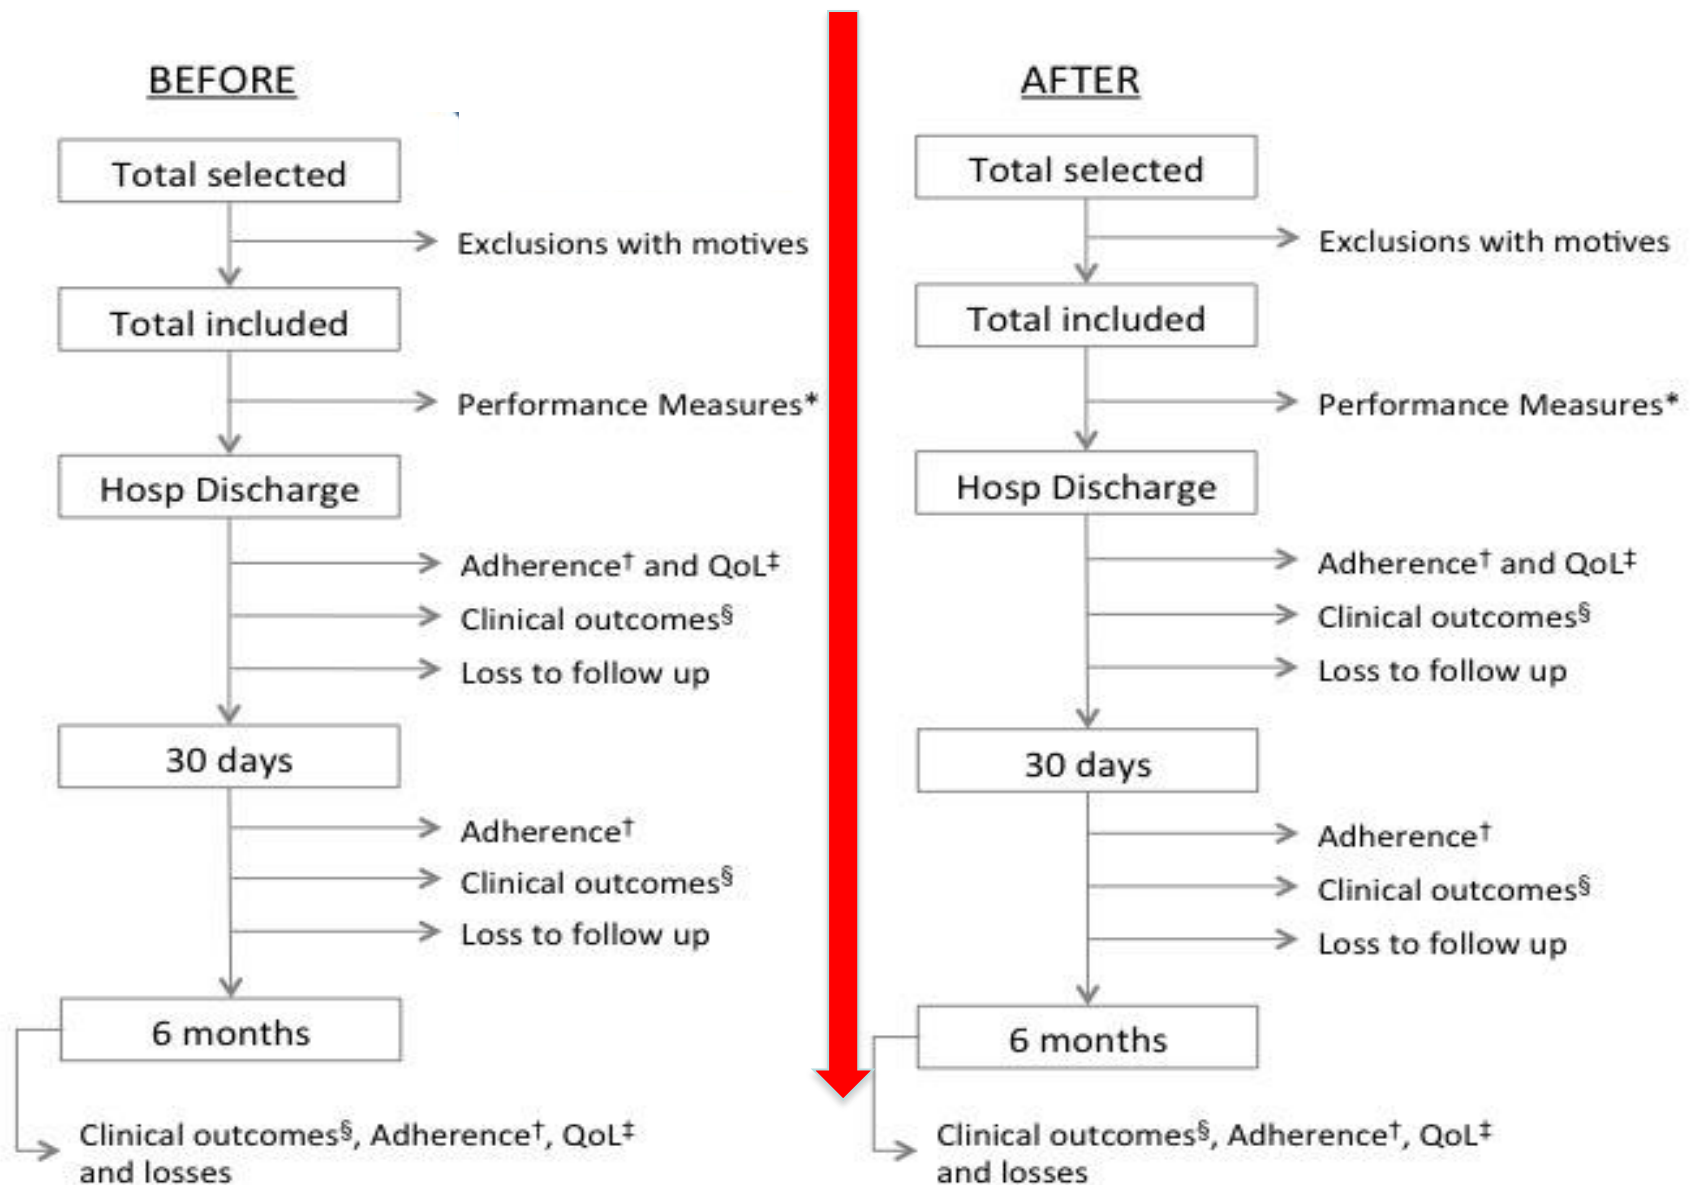 BEFORE
Total selected
Exclusions with motives
Total included
Performance Measures*
Hosp Discharge
Adherence† and QoL‡
Clinical outcomes§
Loss to follow up
30 days
Adherence†
Clinical outcomes§
Loss to follow up
6 months
Clinical outcomes§, Adherence†, QoL‡
and losses
AFTER
Total selected
Exclusions with motives
Total included
Performance Measures*
Hosp Discharge
Adherence† and QoL‡
Clinical outcomes§
Loss to follow up
30 days
Adherence†
Clinical outcomes§
Loss to follow up
6 months
Clinical outcomes§, Adherence†, QoL‡
and losses